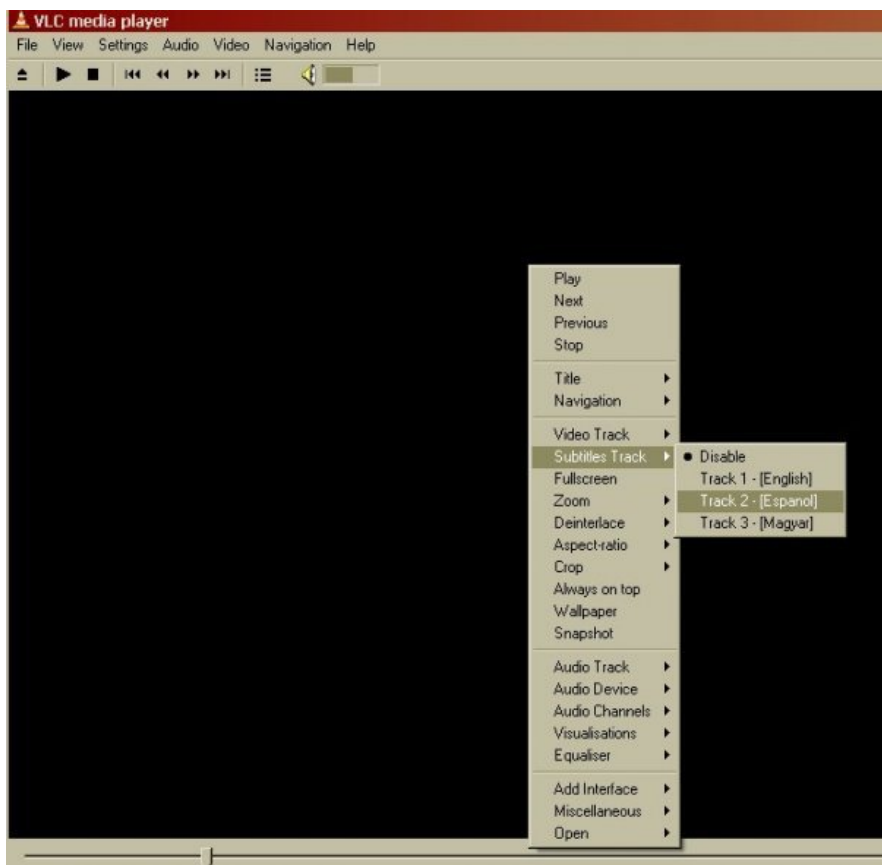 VLC media player
File View Settings Audio Video Navigation Help
Play
Next
Previous
Stop
Title
Navigation
Video Track
Subtitles Track
Disable
Track 1 - [English]
Track 2 - [Espanol]
Track 3 - [Magyar]
Fullscreen
Zoom
Deinterlace
Aspect-ratio
Crop
Always on top
Wallpaper
Snapshot
Audio Track
Audio Device
Audio Channels
Visualisations
Equaliser
Add Interface
Miscellaneous
Open